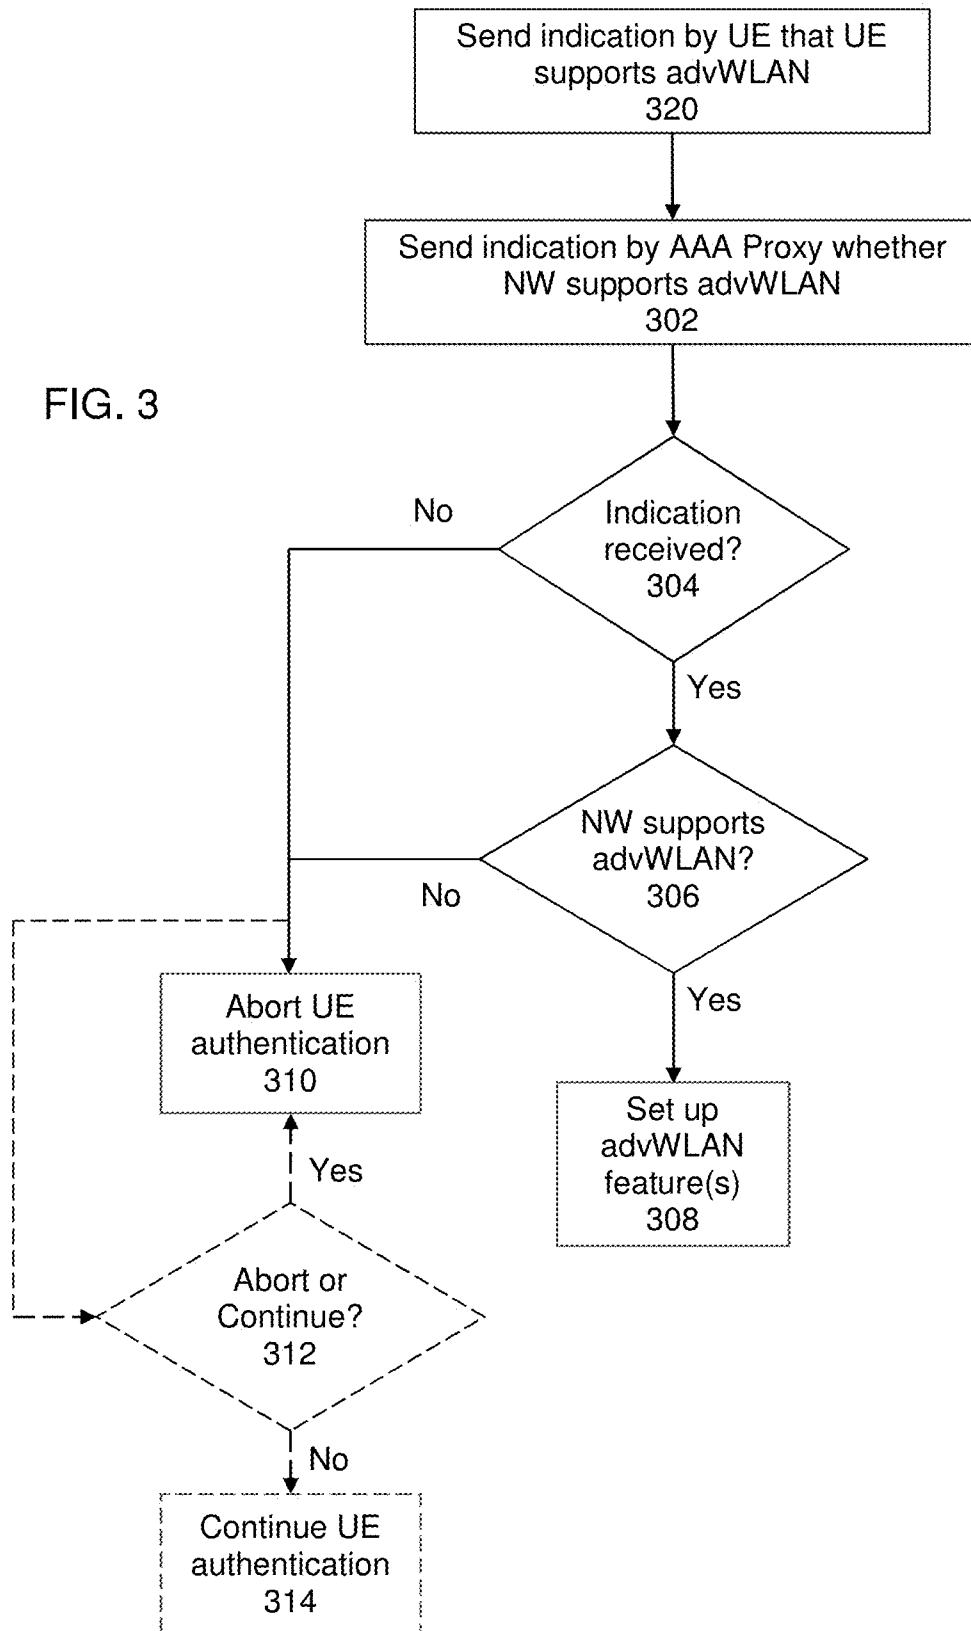 Send indication by UE that UE
supports advWLAN
320
Send indication by AAA Proxy whether
NW supports advWLAN
302
FIG. 3
No
Indication
received?
304
Yes
NW supports
advWLAN?
306
No
Yes
Abort UE
authentication
310
Set up
advWLAN
feature(s)
308
Yes
Abort or
Continue?
312
No
Continue UE
authentication
314